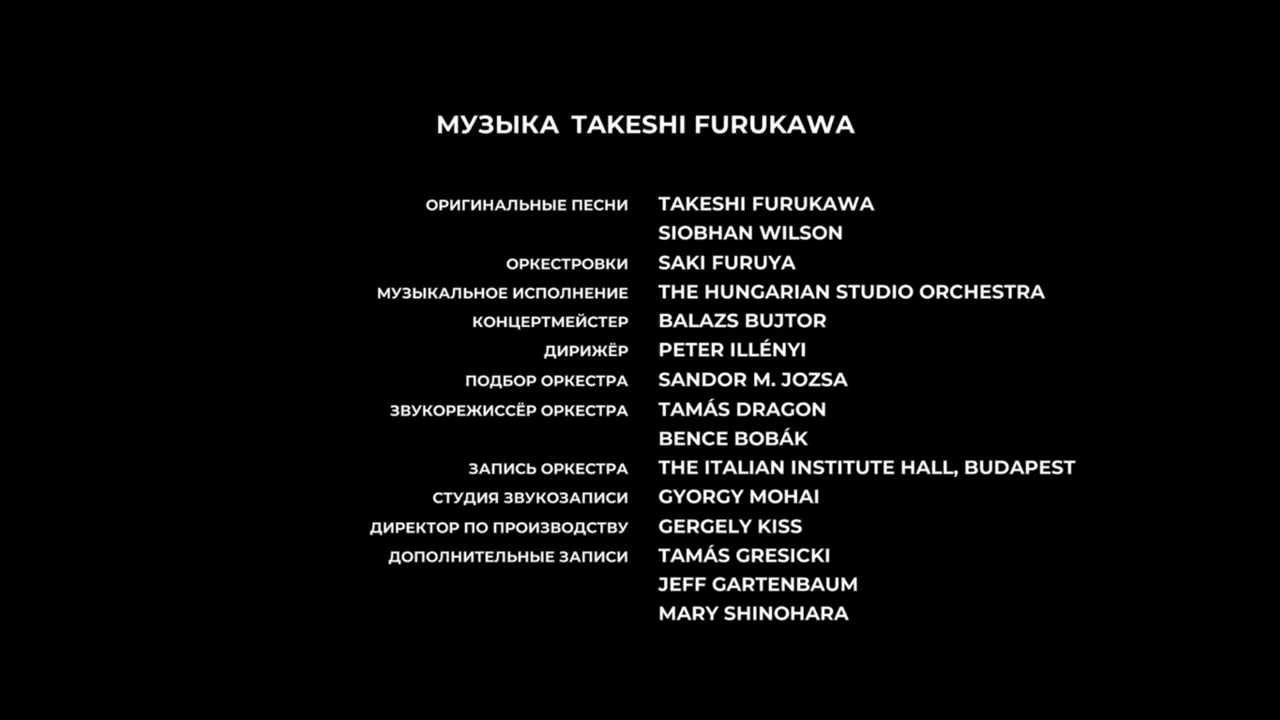 МУЗЫКА TAKESHI FURUKAWA
ОРИГИНАЛЬНЫЕ ПЕСНИ TAKESHI FURUKAWA
SIOBHAN WILSON
ОРКЕСТРОВКИ SAKI FURUYA
МУЗЫКАЛЬНОЕ ИСПОЛНЕНИЕ THE HUNGARIAN STUDIO ORCHESTRA
КОНЦЕРТМЕЙСТЕР BALAZS BUJTOR
ДИРИЖЁР PETER ILLÉNYI
ПОДБОР ОРКЕСТРА SANDOR M. JOZSA
ЗВУКОРЕЖИССЁР ОРКЕСТРА TAMÁS DRAGON
BENCE BOBÁK
ЗАПИСЬ ОРКЕСТРА THE ITALIAN INSTITUTE HALL, BUDAPEST
СТУДИЯ ЗВУКОЗАПИСИ GYORGY MOHAI
ДИРЕКТОР ПО ПРОИЗВОДСТВУ GERGELY KISS
ДОПОЛНИТЕЛЬНЫЕ ЗАПИСИ TAMÁS GRESICKI
JEFF GARTENBAUM
MARY SHINOHARA